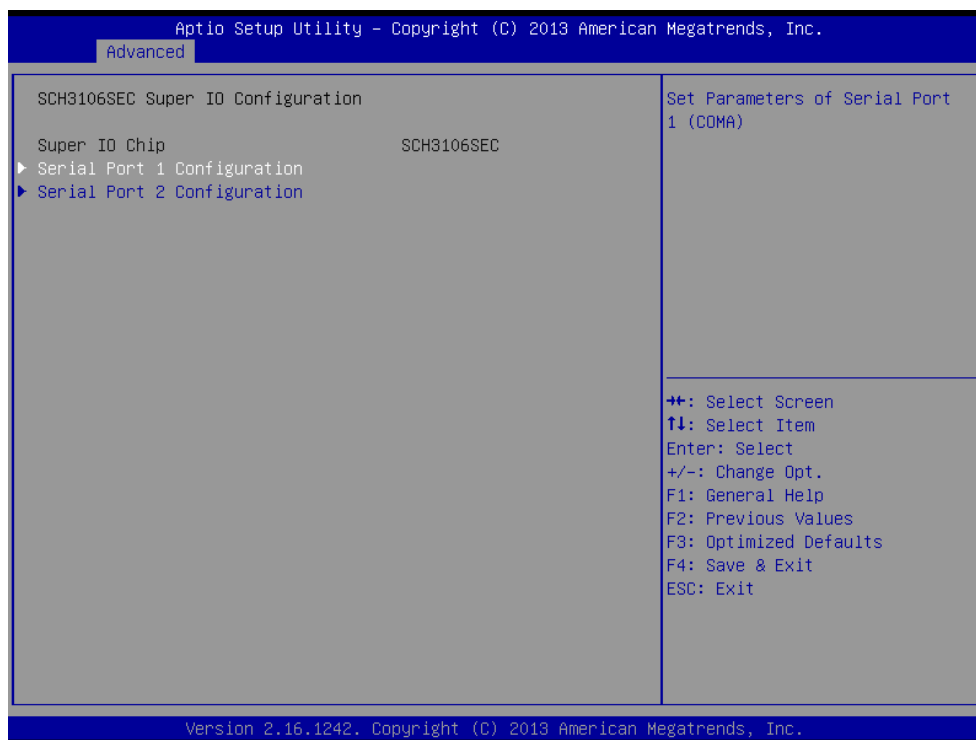 Aptio Setup Utility – Copyright (C) 2013 American Megatrends, Inc.
Advanced
SCH3106SEC Super IO Configuration
Super IO Chip SCH3106SEC
▶ Serial Port 1 Configuration
▶ Serial Port 2 Configuration
Set Parameters of Serial Port
1 (COMA)
→←: Select Screen
↑↓: Select Item
Enter: Select
+/-: Change Opt.
F1: General Help
F2: Previous Values
F3: Optimized Defaults
F4: Save & Exit
ESC: Exit
Version 2.16.1242. Copyright (C) 2013 American Megatrends, Inc.